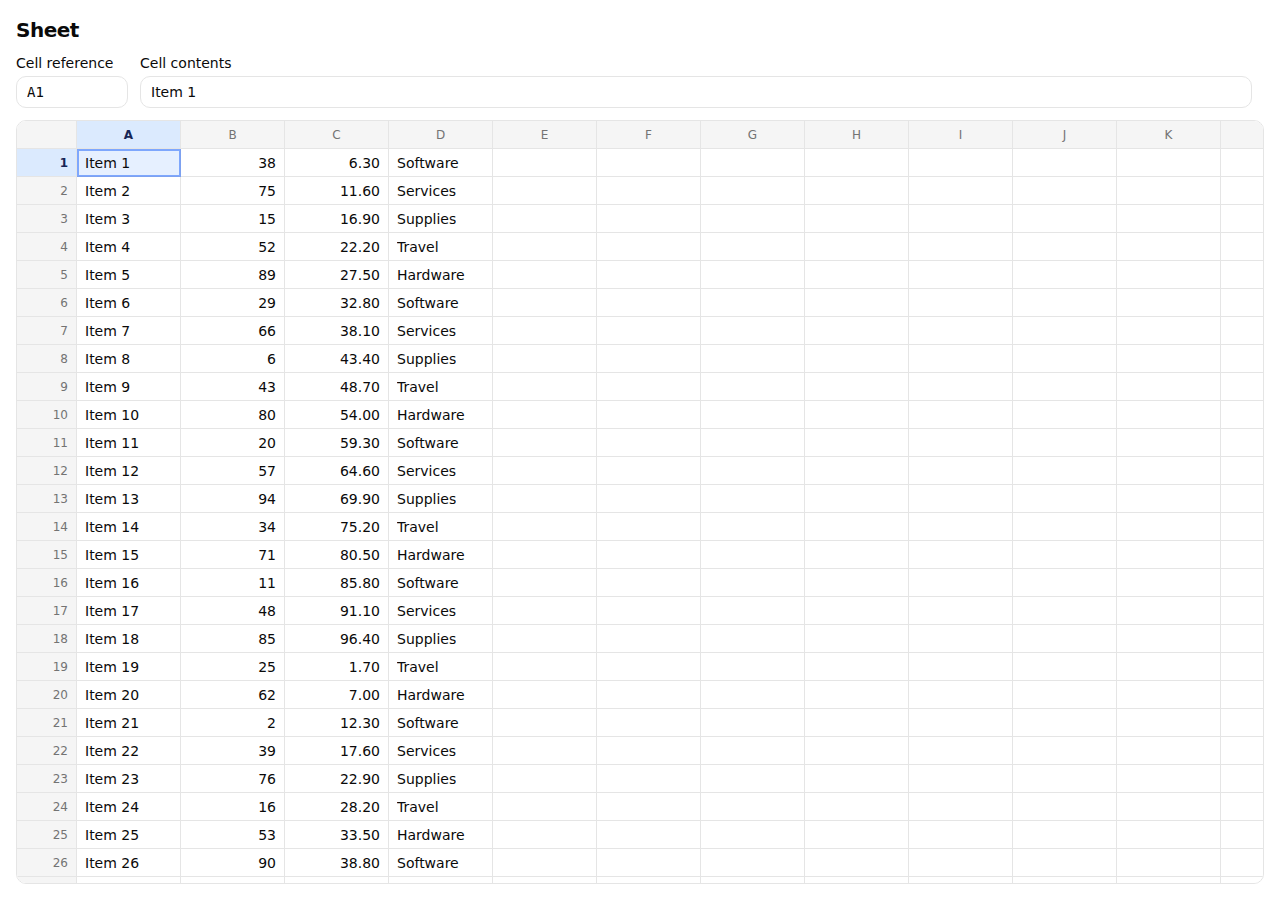 Sheet
Cell reference Cell contents
A1 Item 1
A B C D E F G H I J K
1 Item 1 38 6.30 Software
2 Item 2 75 11.60 Services
3 Item 3 15 16.90 Supplies
4 Item 4 52 22.20 Travel
5 Item 5 89 27.50 Hardware
6 Item 6 29 32.80 Software
7 Item 7 66 38.10 Services
8 Item 8 6 43.40 Supplies
9 Item 9 43 48.70 Travel
10 Item 10 80 54.00 Hardware
11 Item 11 20 59.30 Software
12 Item 12 57 64.60 Services
13 Item 13 94 69.90 Supplies
14 Item 14 34 75.20 Travel
15 Item 15 71 80.50 Hardware
16 Item 16 11 85.80 Software
17 Item 17 48 91.10 Services
18 Item 18 85 96.40 Supplies
19 Item 19 25 1.70 Travel
20 Item 20 62 7.00 Hardware
21 Item 21 2 12.30 Software
22 Item 22 39 17.60 Services
23 Item 23 76 22.90 Supplies
24 Item 24 16 28.20 Travel
25 Item 25 53 33.50 Hardware
26 Item 26 90 38.80 Software